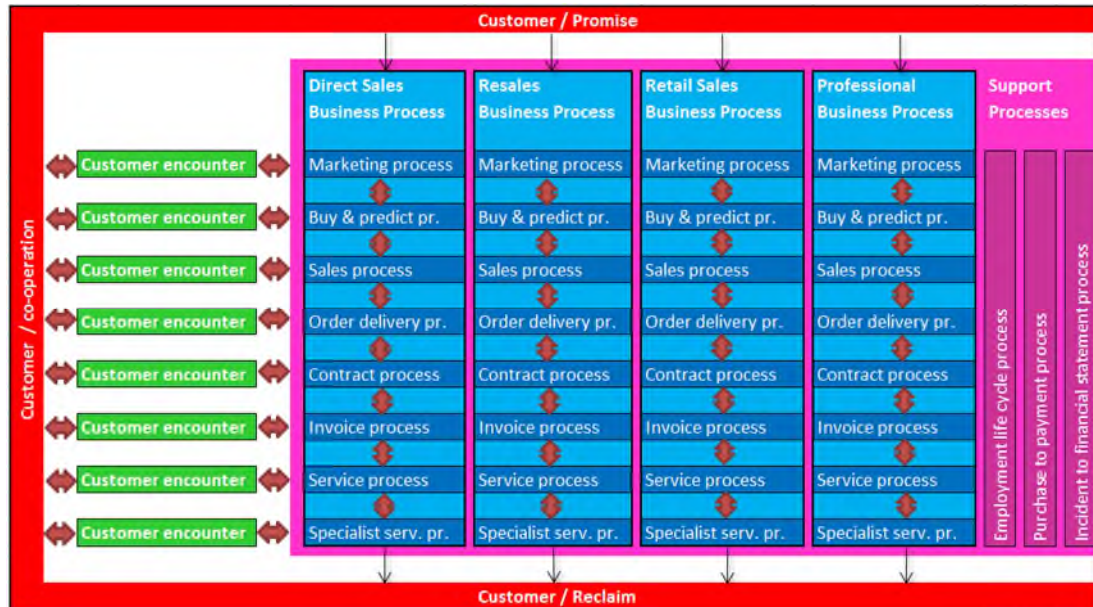 Customer / Promise
Customer / co-operation
Direct Sales
Business Process
Resales
Business Process
Retail Sales
Business Process
Professional
Business Process
Support
Processes
Customer encounter
Marketing process
Marketing process
Marketing process
Marketing process
Customer encounter
Buy & predict pr.
Buy & predict pr.
Buy & predict pr.
Buy & predict pr.
Customer encounter
Sales process
Sales process
Sales process
Sales process
Customer encounter
Order delivery pr.
Order delivery pr.
Order delivery pr.
Order delivery pr.
Customer encounter
Contract process
Contract process
Contract process
Contract process
Customer encounter
Invoice process
Invoice process
Invoice process
Invoice process
Customer encounter
Service process
Service process
Service process
Service process
Customer encounter
Specialist serv. pr.
Specialist serv. pr.
Specialist serv. pr.
Specialist serv. pr.
Employment life cycle process
Purchase to payment process
Incident to financial statement process
Customer / Reclaim